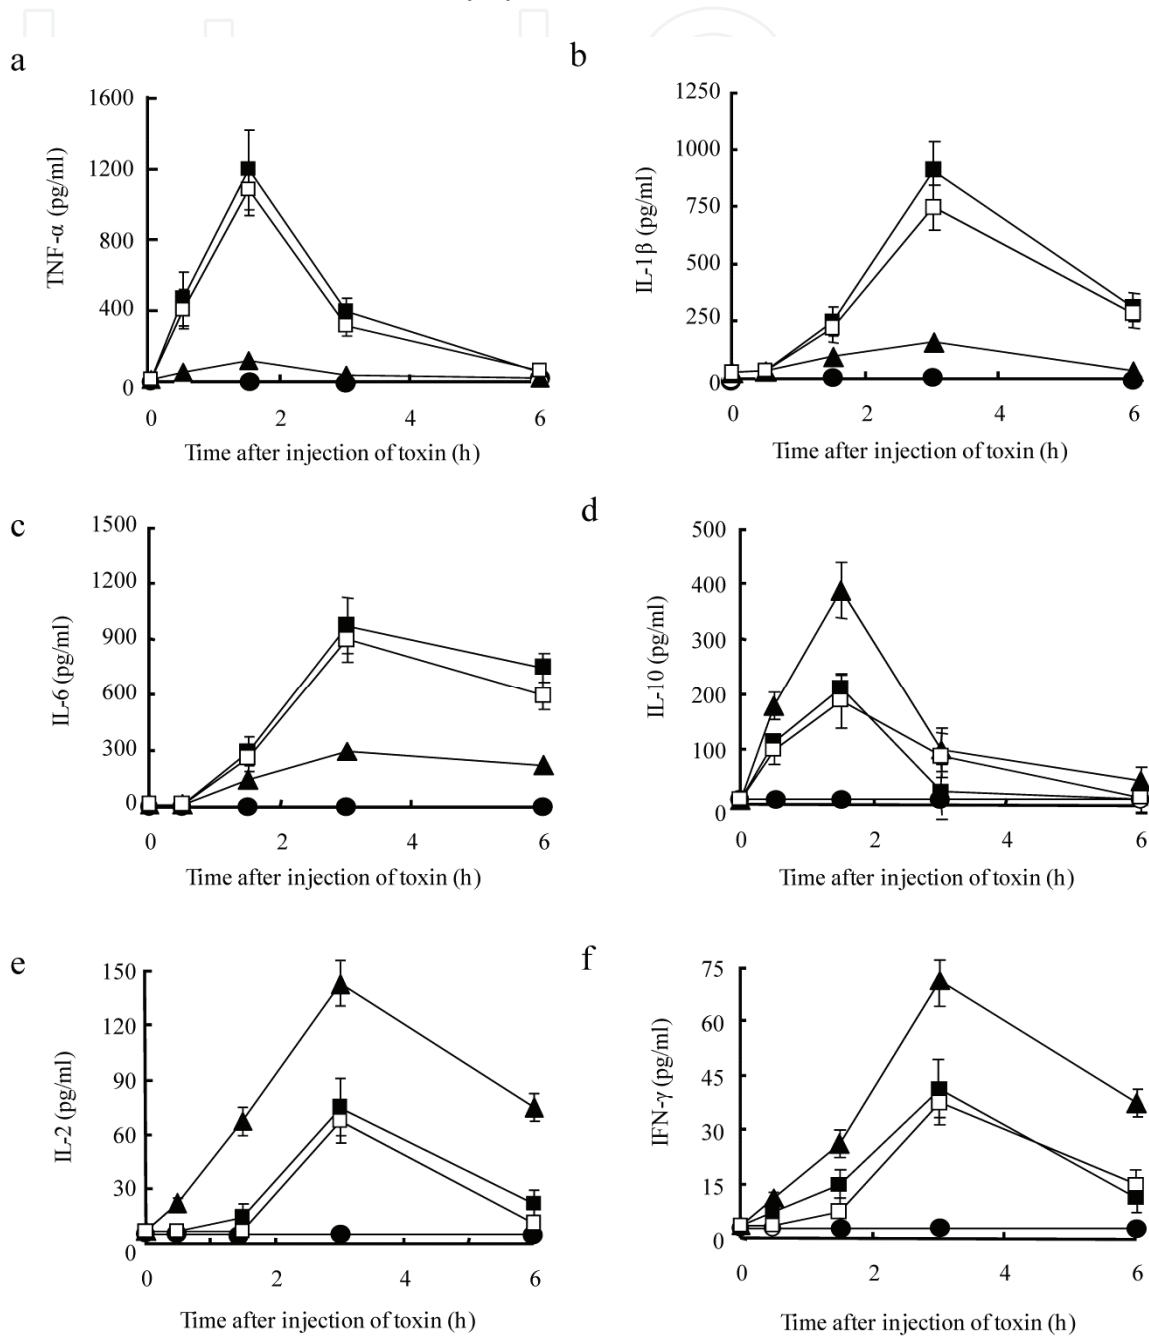 a
1600
1200
800
400
0
TNF-α (pg/ml)
0 2 4 6
Time after injection of toxin (h)
b
1250
1000
750
500
250
0
IL-1β (pg/ml)
0 2 4 6
Time after injection of toxin (h)
c
1500
1200
900
600
300
0
IL-6 (pg/ml)
0 2 4 6
Time after injection of toxin (h)
d
500
400
300
200
100
0
IL-10 (pg/ml)
0 2 4 6
Time after injection of toxin (h)
e
150
120
90
60
30
0
IL-2 (pg/ml)
0 2 4 6
Time after injection of toxin (h)
f
75
60
45
30
15
0
IFN-γ (pg/ml)
0 2 4 6
Time after injection of toxin (h)